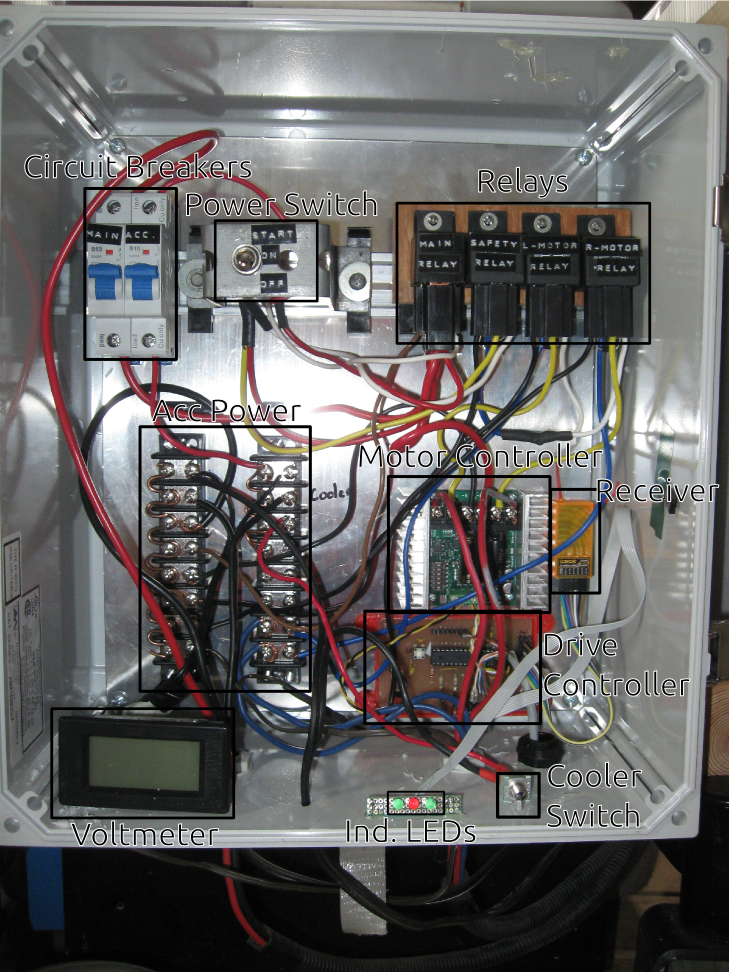 Circuit Breakers
Relays
Power Switch
MAIN
ACC.
START
ON
OFF
MAIN
RELAY
SAFETY
RELAY
L-MOTOR
RELAY
R-MOTOR
RELAY
Acc Power
Motor Controller
Cooler
Receiver
Drive
Controller
Cooler
Switch
Voltmeter
Ind. LEDs